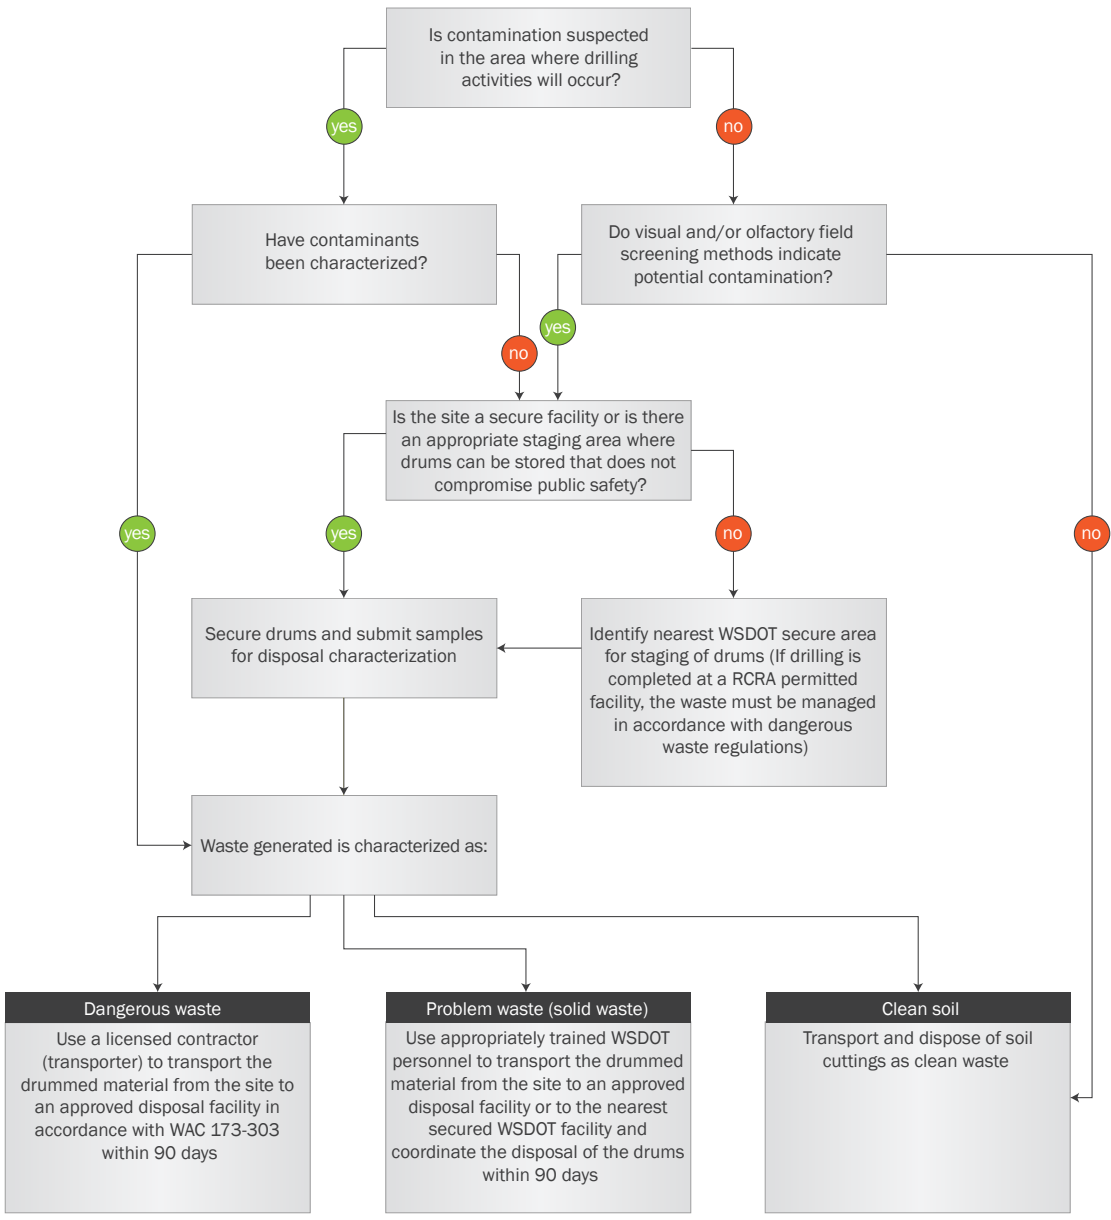 Is contamination suspected
in the area where drilling
activities will occur?
yes
no
Have contaminants
been characterized?
Do visual and/or olfactory field
screening methods indicate
potential contamination?
yes
no
Is the site a secure facility or is there
an appropriate staging area where
drums can be stored that does not
compromise public safety?
yes
yes
no
no
Secure drums and submit samples
for disposal characterization
Identify nearest WSDOT secure area
for staging of drums (If drilling is
completed at a RCRA permitted
facility, the waste must be managed
in accordance with dangerous
waste regulations)
Waste generated is characterized as:
Dangerous waste
Use a licensed contractor
(transporter) to transport the
drummed material from the site to
an approved disposal facility in
accordance with WAC 173-303
within 90 days
Problem waste (solid waste)
Use appropriately trained WSDOT
personnel to transport the drummed
material from the site to an approved
disposal facility or to the nearest
secured WSDOT facility and
coordinate the disposal of the drums
within 90 days
Clean soil
Transport and dispose of soil
cuttings as clean waste